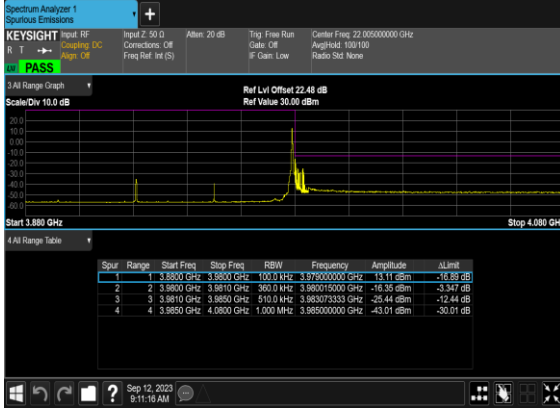 Spectrum Analyzer 1
Spurious Emissions
+
KEYSIGHT Input: RF Input Z: 50 Ω Atten: 20 dB Trig: Free Run Center Freq: 22.005000000 GHz
R T Coupling: DC Corrections: Off Gate: Off Avg|Hold: 100/100
Align: Off Freq Ref: Int (S) IF Gain: Low Radio Std: None
PASS
3 All Range Graph
Ref Lvl Offset 22.48 dB
Scale/Div 10.0 dB Ref Value 30.00 dBm
20.0
10.0
0.00
-10.0
-20.0
-30.0
-40.0
-50.0
-60.0
Start 3.880 GHz Stop 4.080 GH
4 All Range Table
Spur Range Start Freq Stop Freq RBW Frequency Amplitude ΔLimit
1 1 3.8800 GHz 3.9800 GHz 100.0 kHz 3.979000000 GHz 13.11 dBm -16.89 dB
2 2 3.9800 GHz 3.9810 GHz 360.0 kHz 3.980015000 GHz -16.35 dBm -3.347 dB
3 3 3.9810 GHz 3.9850 GHz 510.0 kHz 3.983073333 GHz -25.44 dBm -12.44 dB
4 4 3.9850 GHz 4.0800 GHz 1.000 MHz 3.985000000 GHz -43.01 dBm -30.01 dB
?
Sep 12, 2023
9:11:16 AM